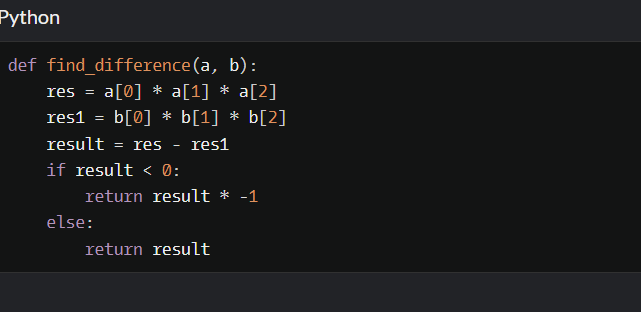 Python
def find_difference(a, b):
    res = a[0] * a[1] * a[2]
    res1 = b[0] * b[1] * b[2]
    result = res - res1
    if result < 0:
        return result * -1
    else:
        return result